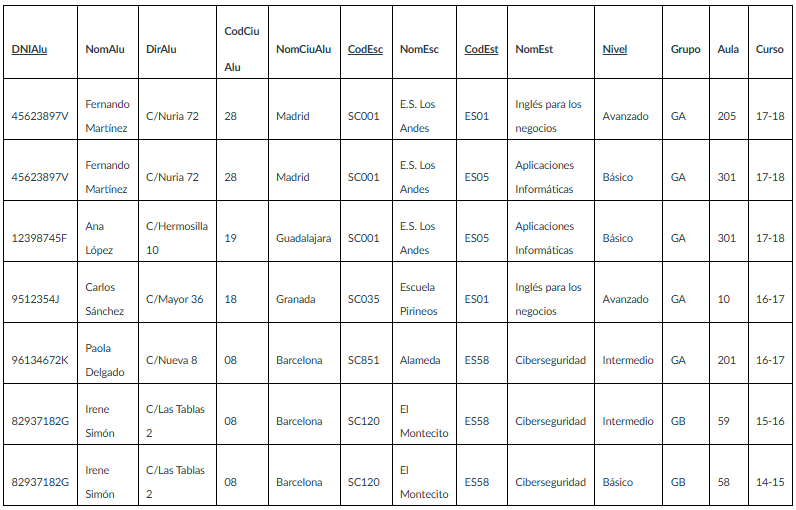 DNIAlu NomAlu DirAlu CodCiu Alu NomCiuAlu CodEsc NomEsc CodEst NomEst Nivel Grupo Aula Curso
45623897V Fernando Martínez C/Nuria 72 28 Madrid SC001 E.S. Los Andes ES01 Inglés para los negocios Avanzado GA 205 17-18
45623897V Fernando Martínez C/Nuria 72 28 Madrid SC001 E.S. Los Andes ES05 Aplicaciones Informáticas Básico GA 301 17-18
12398745F Ana López C/Hermosilla 10 19 Guadalajara SC001 E.S. Los Andes ES05 Aplicaciones Informáticas Básico GA 301 17-18
9512354J Carlos Sánchez C/Mayor 36 18 Granada SC035 Escuela Pirineos ES01 Inglés para los negocios Avanzado GA 10 16-17
96134672K Paola Delgado C/Nueva 8 08 Barcelona SC851 Alameda ES58 Ciberseguridad Intermedio GA 201 16-17
82937182G Irene Simón C/Las Tablas 2 08 Barcelona SC120 El Montecito ES58 Ciberseguridad Intermedio GB 59 15-16
82937182G Irene Simón C/Las Tablas 2 08 Barcelona SC120 El Montecito ES58 Ciberseguridad Básico GB 58 14-15